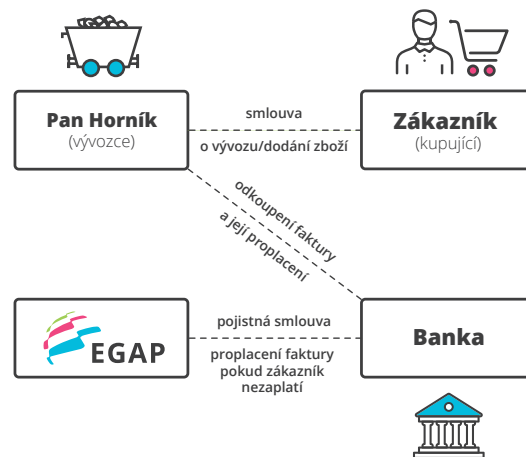 Pan Horník
(vývozce)
smlouva
o vývozu/dodání zboží
Zákazník
(kupující)
odkoupení faktury
a její proplacení
EGAP
pojistná smlouva
proplacení faktury
pokud zákazník
nezaplatí
Banka